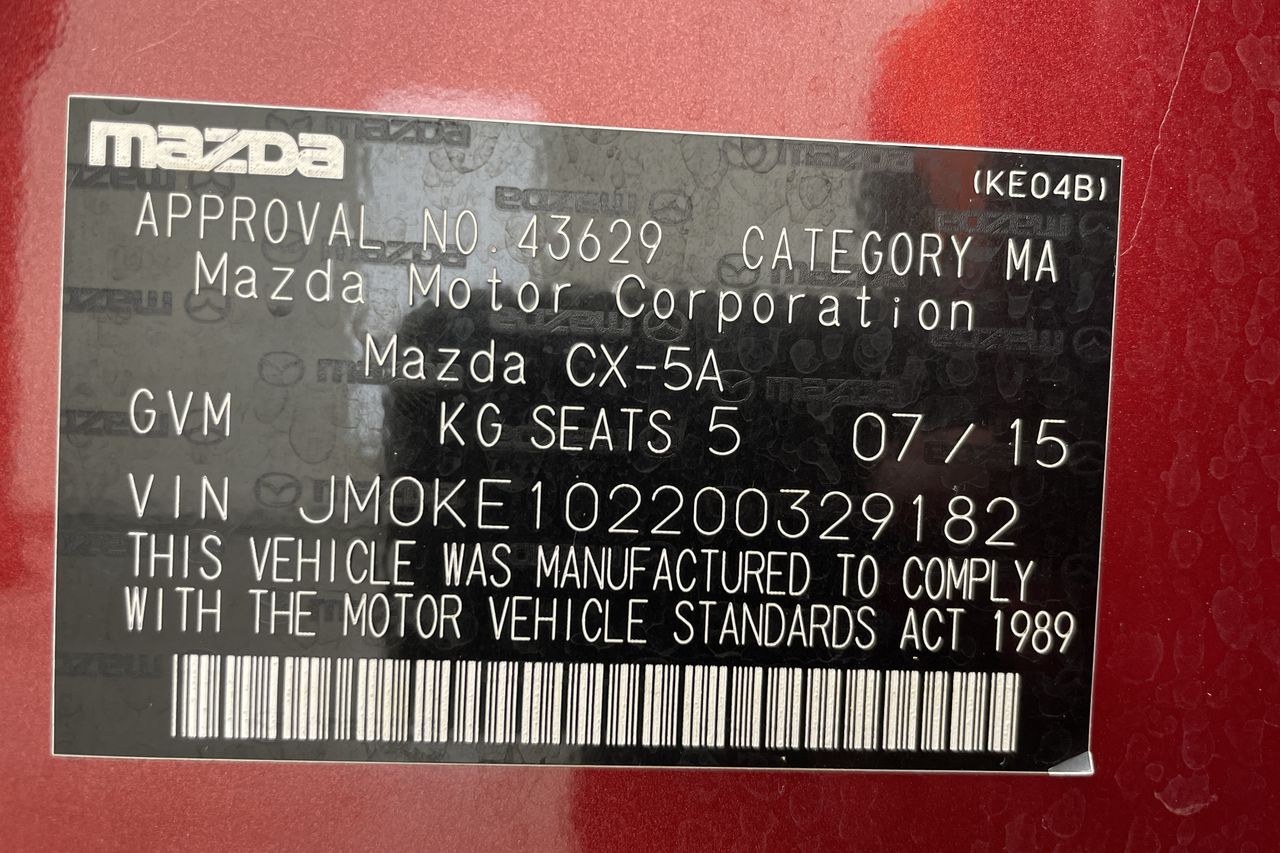 mazda
(KE04B)
APPROVAL NO.43629 CATEGORY MA
Mazda Motor Corporation
Mazda CX-5A
GVM KG SEATS 5 07/15
VIN JM0KE102200329182
THIS VEHICLE WAS MANUFACTURED TO COMPLY
WITH THE MOTOR VEHICLE STANDARDS ACT 1989